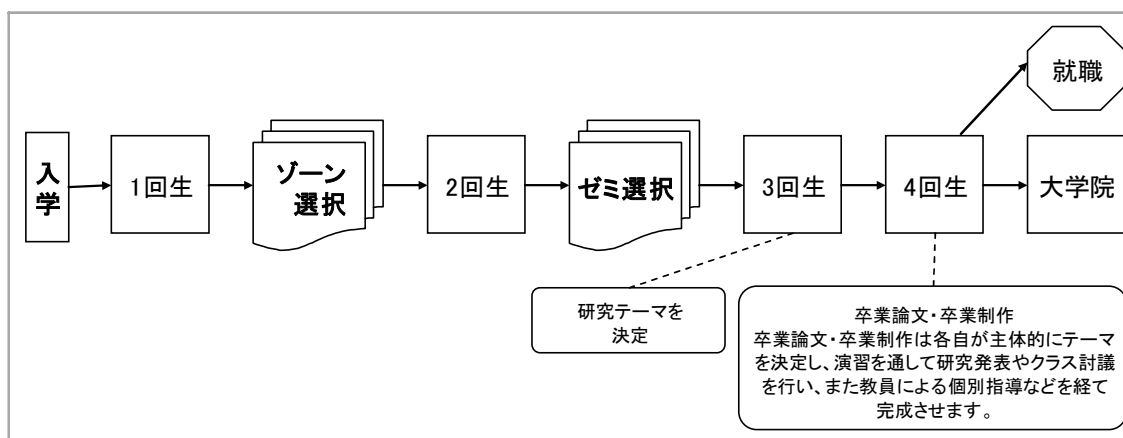 就職
入
学
1回生
ゾーン
選択
2回生
ゼミ選択
3回生
4回生
大学院
研究テーマを
決定
卒業論文・卒業制作
卒業論文・卒業制作は各自が主体的にテーマ
を決定し、演習を通して研究発表やクラス討議
を行い、また教員による個別指導などを経て
完成させます。